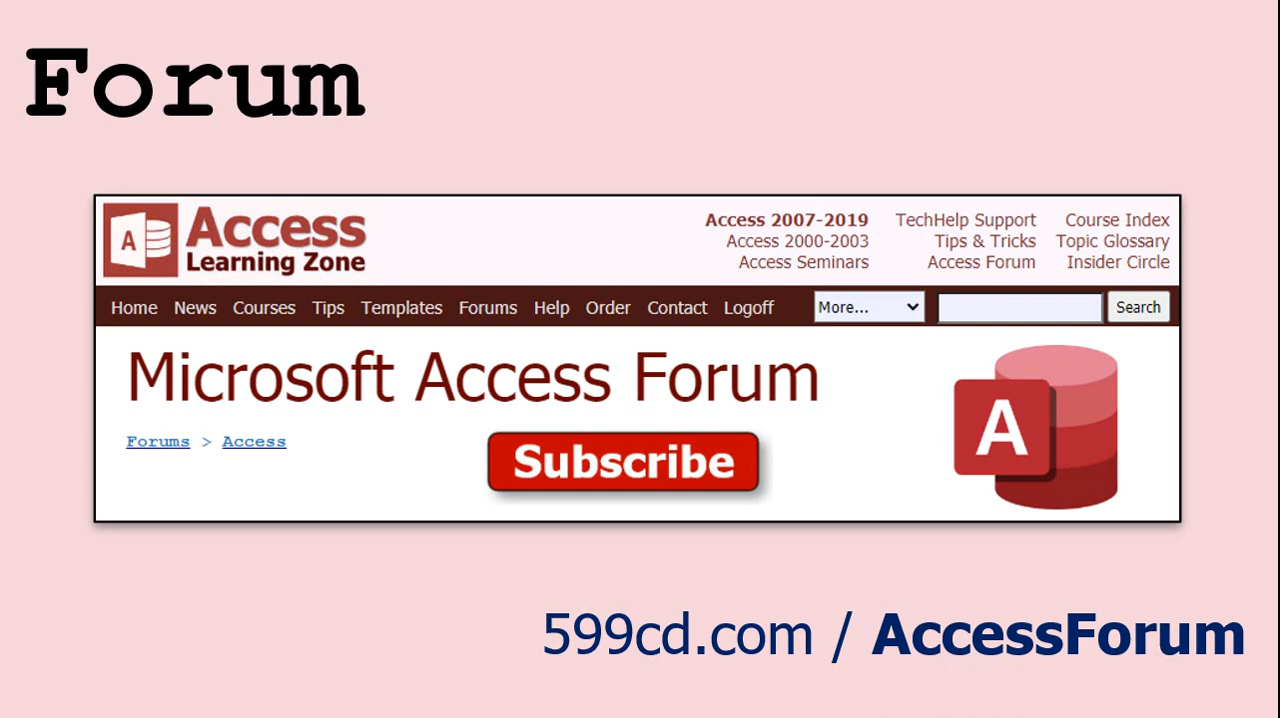 Forum
A Access
Learning Zone
Access 2007-2019 TechHelp Support Course Index
Access 2000-2003 Tips & Tricks Topic Glossary
Access Seminars Access Forum Insider Circle
Home News Courses Tips Templates Forums Help Order Contact Logoff More... Search
Microsoft Access Forum
Forums > Access
Subscribe
A
599cd.com / AccessForum